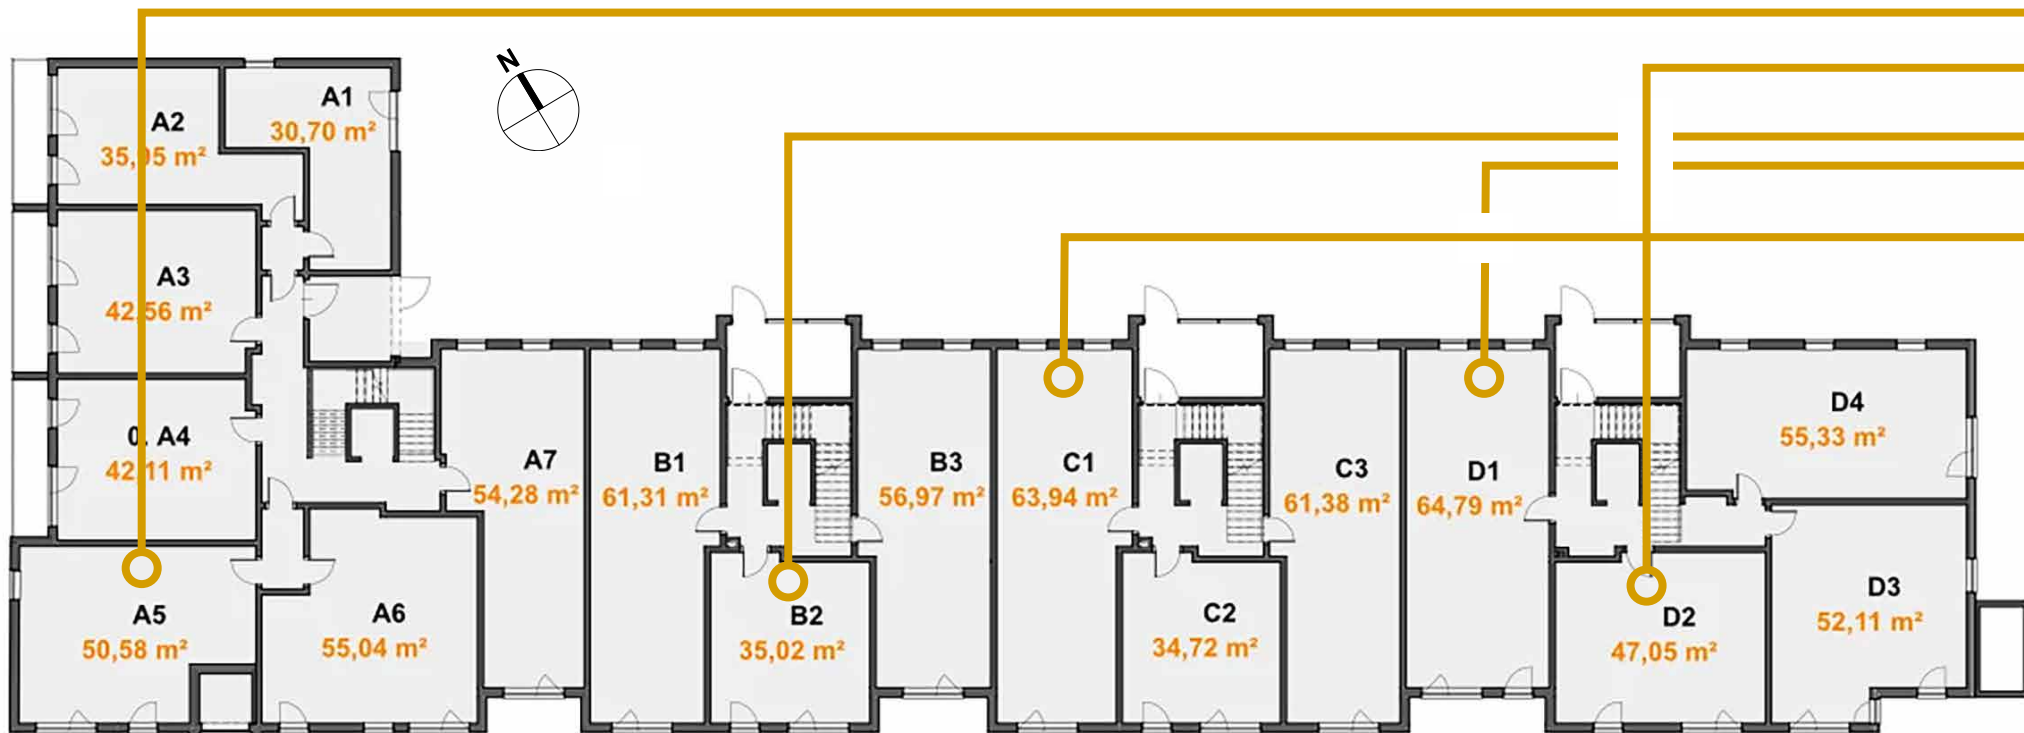 N
A1
30,70 m²
A2
35,05 m²
A3
42,56 m²
0. A4
42,11 m²
A5
50,58 m²
A6
55,04 m²
A7
54,28 m²
B1
61,31 m²
B2
35,02 m²
B3
56,97 m²
C1
63,94 m²
C2
34,72 m²
C3
61,38 m²
D1
64,79 m²
D2
47,05 m²
D3
52,11 m²
D4
55,33 m²